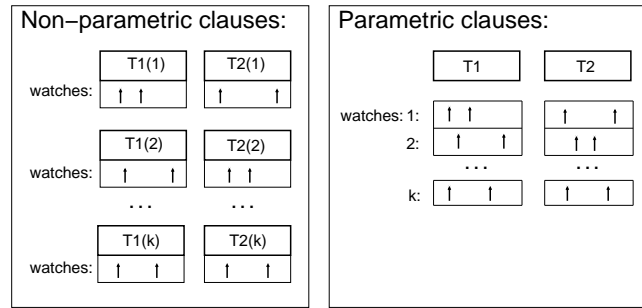 Non−parametric clauses:
T1(1) T2(1)
watches:
T1(2) T2(2)
watches:
... ...
T1(k) T2(k)
watches:
Parametric clauses:
T1 T2
watches: 1:
2:
... ...
k: